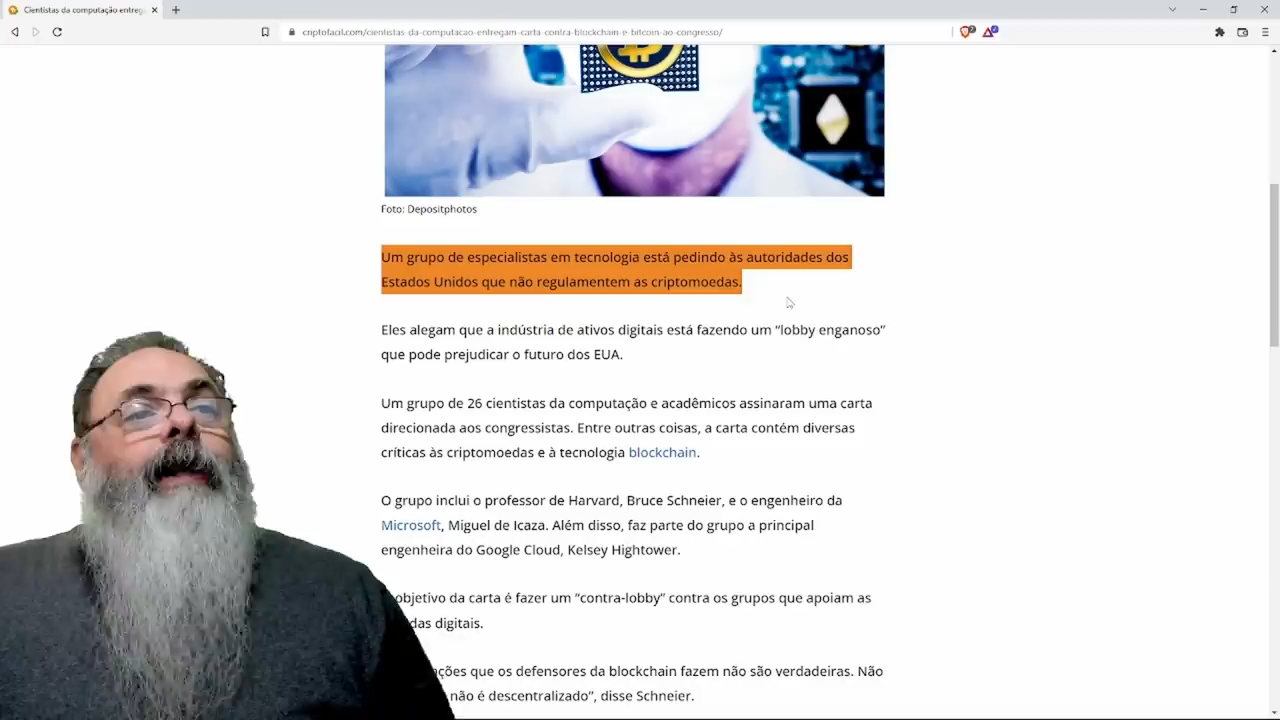 Cientistas da computação entreg
criptofacil.com/cientistas-da-computacao-entregam-carta-contra-blockchain-e-bitcoin-ao-congresso/
Foto: Depositphotos
Um grupo de especialistas em tecnologia está pedindo às autoridades dos
Estados Unidos que não regulamentem as criptomoedas.
Eles alegam que a indústria de ativos digitais está fazendo um “lobby enganoso”
que pode prejudicar o futuro dos EUA.
Um grupo de 26 cientistas da computação e acadêmicos assinaram uma carta
direcionada aos congressistas. Entre outras coisas, a carta contém diversas
críticas às criptomoedas e à tecnologia blockchain.
O grupo inclui o professor de Harvard, Bruce Schneier, e o engenheiro da
Microsoft, Miguel de Icaza. Além disso, faz parte do grupo a principal
engenheira do Google Cloud, Kelsey Hightower.
objetivo da carta é fazer um “contra-lobby” contra os grupos que apoiam as
das digitais.
ções que os defensores da blockchain fazem não são verdadeiras. Não
não é descentralizado”, disse Schneier.